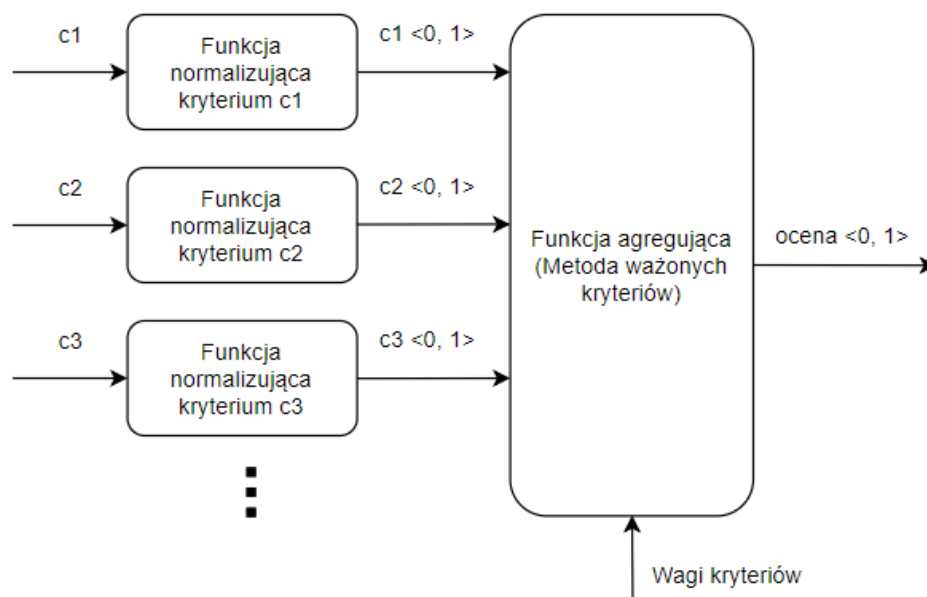 c1
Funkcja
normalizująca
kryterium c1
c1 <0, 1>
c2
Funkcja
normalizująca
kryterium c2
c2 <0, 1>
c3
Funkcja
normalizująca
kryterium c3
c3 <0, 1>
Funkcja agregująca
(Metoda ważonych
kryteriów)
ocena <0, 1>
Wagi kryteriów